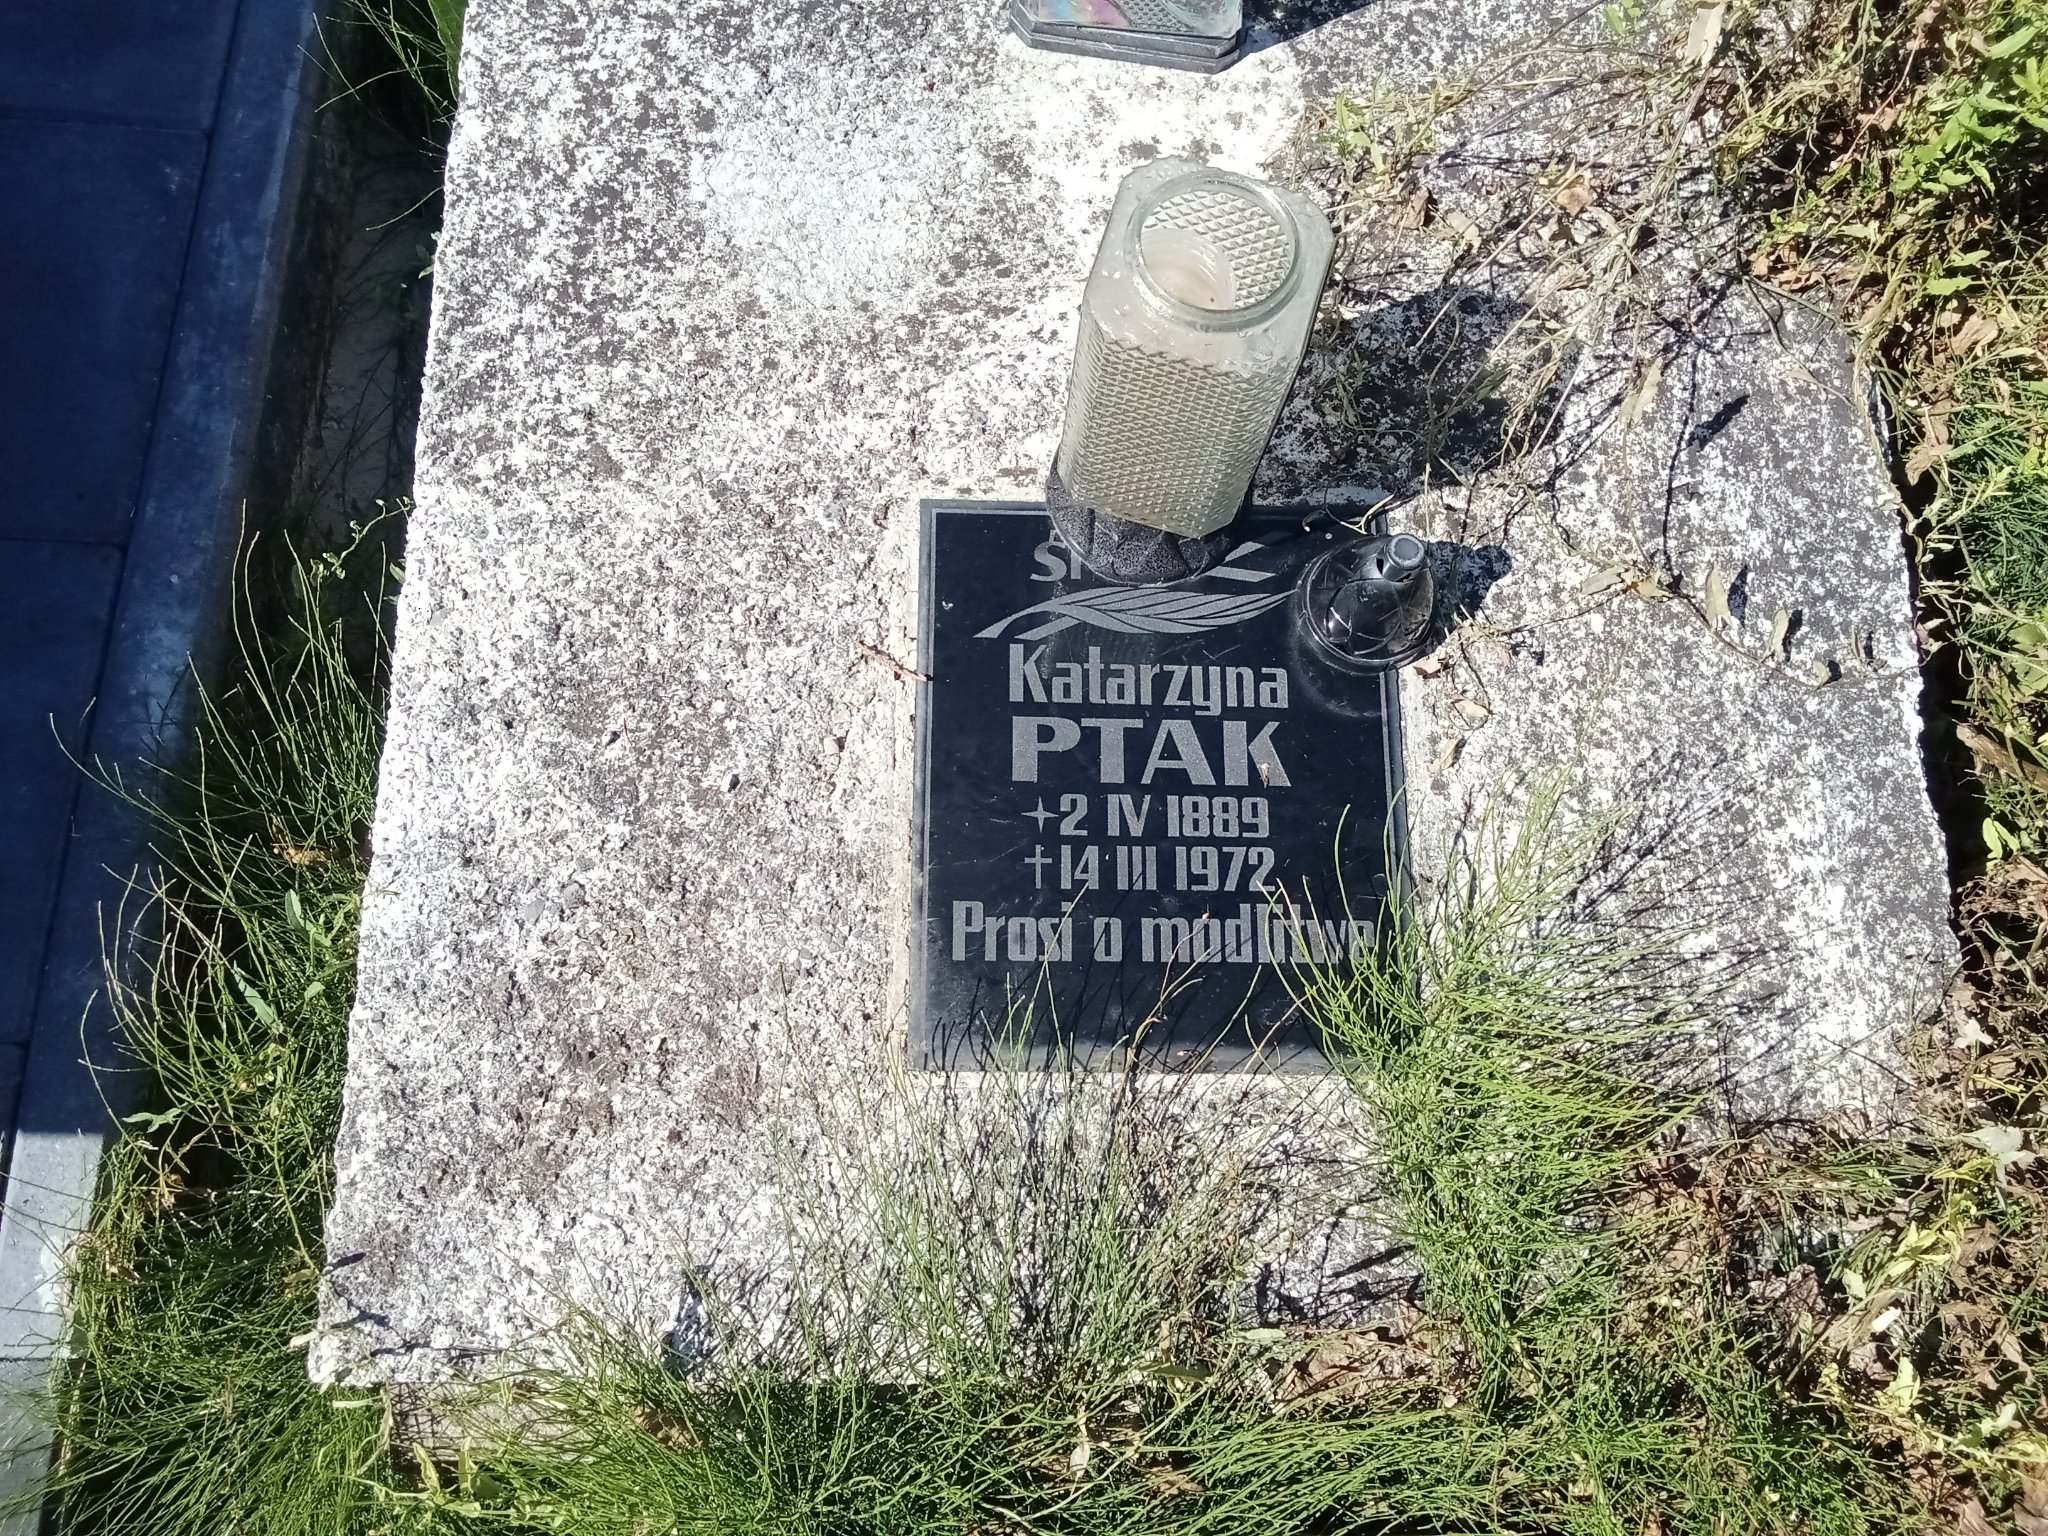 Katarzyna
PTAK
2 IV 1889
†14 III 1972
Prosi o modlitwę